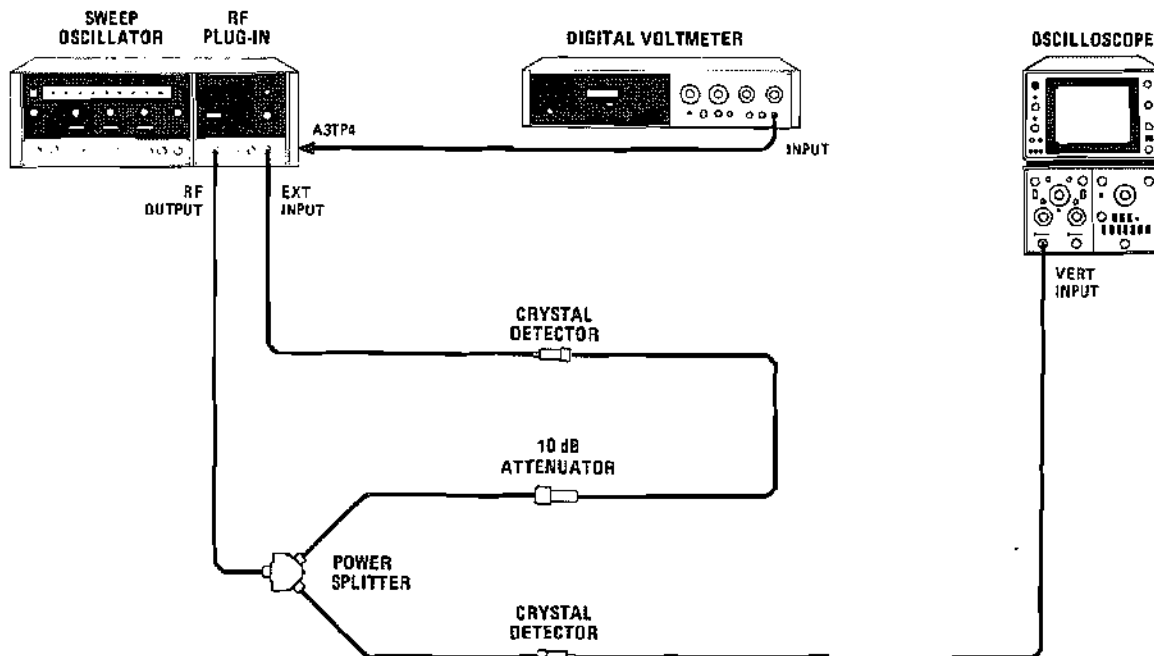 SWEEP
OSCILLATOR
RF
PLUG-IN
DIGITAL VOLTMETER
OSCILLOSCOPE
A3TP4
INPUT
RF
OUTPUT
EXT
INPUT
VERT
INPUT
CRYSTAL
DETECTOR
10 dB
ATTENUATOR
POWER
SPLITTER
CRYSTAL
DETECTOR